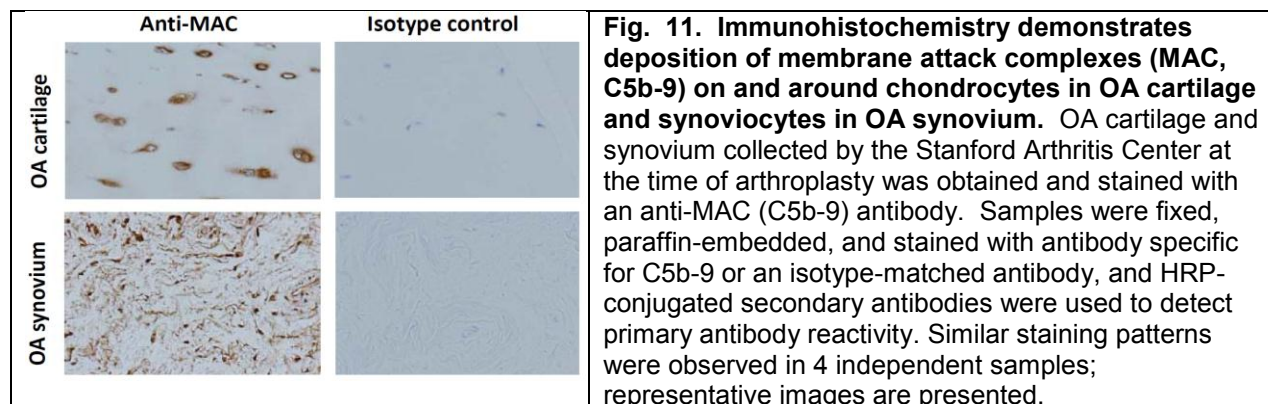 Anti-MAC
Isotype control
OA cartilage
OA synovium
Fig. 11. Immunohistochemistry demonstrates
deposition of membrane attack complexes (MAC,
C5b-9) on and around chondrocytes in OA cartilage
and synoviocytes in OA synovium. OA cartilage and
synovium collected by the Stanford Arthritis Center at
the time of arthroplasty was obtained and stained with
an anti-MAC (C5b-9) antibody. Samples were fixed,
paraffin-embedded, and stained with antibody specific
for C5b-9 or an isotype-matched antibody, and HRP-
conjugated secondary antibodies were used to detect
primary antibody reactivity. Similar staining patterns
were observed in 4 independent samples;
representative images are presented.